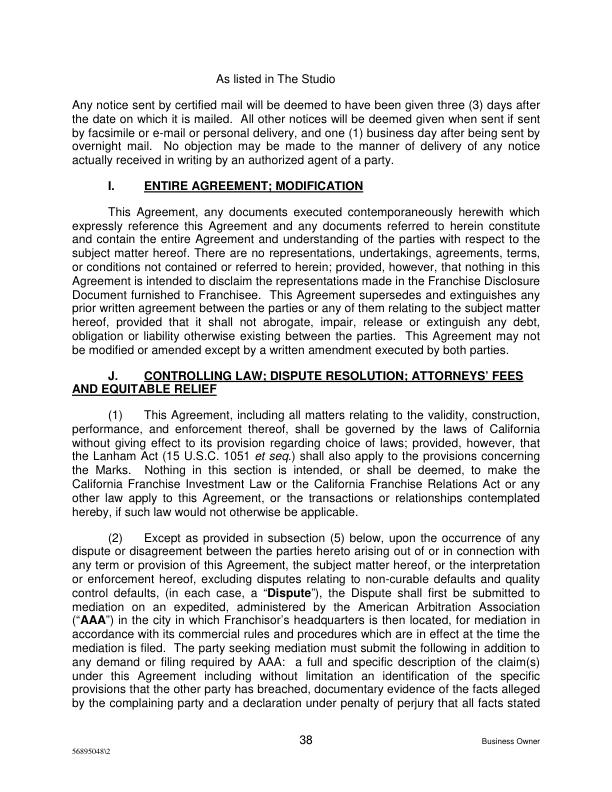 As listed in The Studio
Any notice sent by certified mail will be deemed to have been given three (3) days after
the date on which it is mailed. All other notices will be deemed given when sent if sent
by facsimile or e-mail or personal delivery, and one (1) business day after being sent by
overnight mail. No objection may be made to the manner of delivery of any notice
actually received in writing by an authorized agent of a party.
I. ENTIRE AGREEMENT; MODIFICATION
This Agreement, any documents executed contemporaneously herewith which
expressly reference this Agreement and any documents referred to herein constitute
and contain the entire Agreement and understanding of the parties with respect to the
subject matter hereof. There are no representations, undertakings, agreements, terms,
or conditions not contained or referred to herein; provided, however, that nothing in this
Agreement is intended to disclaim the representations made in the Franchise Disclosure
Document furnished to Franchisee. This Agreement supersedes and extinguishes any
prior written agreement between the parties or any of them relating to the subject matter
hereof, provided that it shall not abrogate, impair, release or extinguish any debt,
obligation or liability otherwise existing between the parties. This Agreement may not
be modified or amended except by a written amendment executed by both parties.
J. CONTROLLING LAW; DISPUTE RESOLUTION; ATTORNEYS' FEES
AND EQUITABLE RELIEF
(1) This Agreement, including all matters relating to the validity, construction,
performance, and enforcement thereof, shall be governed by the laws of California
without giving effect to its provision regarding choice of laws; provided, however, that
the Lanham Act (15 U.S.C. 1051 et seq.) shall also apply to the provisions concerning
the Marks. Nothing in this section is intended, or shall be deemed, to make the
California Franchise Investment Law or the California Franchise Relations Act or any
other law apply to this Agreement, or the transactions or relationships contemplated
hereby, if such law would not otherwise be applicable.
(2) Except as provided in subsection (5) below, upon the occurrence of any
dispute or disagreement between the parties hereto arising out of or in connection with
any term or provision of this Agreement, the subject matter hereof, or the interpretation
or enforcement hereof, excluding disputes relating to non-curable defaults and quality
control defaults, (in each case, a “Dispute”), the Dispute shall first be submitted to
mediation on an expedited, administered by the American Arbitration Association
(“AAA”) in the city in which Franchisor's headquarters is then located, for mediation in
accordance with its commercial rules and procedures which are in effect at the time the
mediation is filed. The party seeking mediation must submit the following in addition to
any demand or filing required by AAA: a full and specific description of the claim(s)
under this Agreement including without limitation an identification of the specific
provisions that the other party has breached, documentary evidence of the facts alleged
by the complaining party and a declaration under penalty of perjury that all facts stated
38
Business Owner
56895048\2